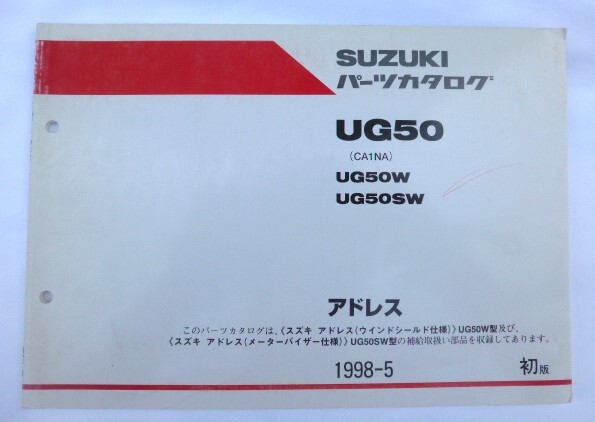 SUZUKI
パーツカタログ
UG50
(CA1NA)
UG50W
UG50SW
アドレス
このパーツカタログは、《スズキ アドレス(ウインドシールド仕様)》UG50W型及び、
《スズキ アドレス(メーターバイザー仕様)》UG50SW型の補給取扱い部品を収録してあります。
1998-5
初版